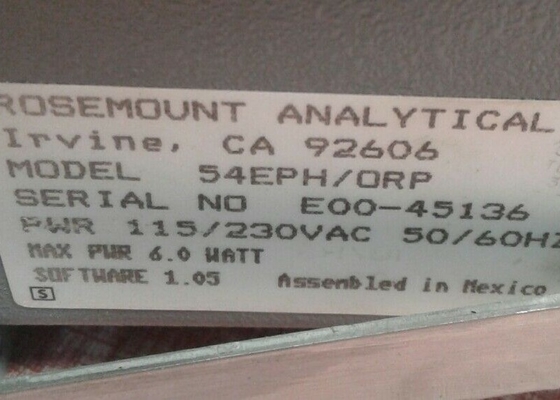 ROSEMOUNT ANALYTICAL
Irvine, CA 92606
MODEL 54EPH/ORP
SERIAL NO E00-45136
PWR 115/230VAC 50/60HZ
MAX PWR 6.0 WATT
SOFTWARE 1.05 Assembled in Mexico
S